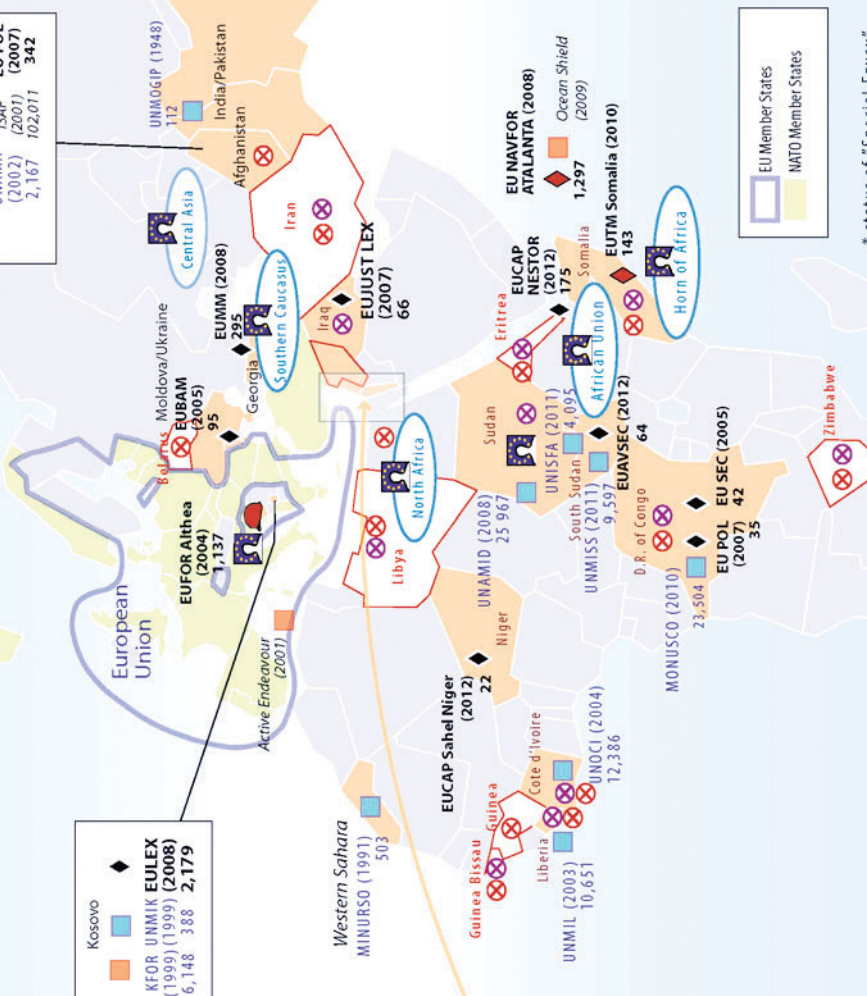 Kosovo
KFOR UNMIK EULEX
(1999) (1999) (2008)
6,148 388 2,179
European
Union
EUFOR Althea
(2004)
1,137
Active Endeavour
(2001)
Belarus
Moldova/Ukraine
EUBAM
(2005)
95
Georgia
EUMM (2008)
295
Southern Caucasus
Central Asia
(2002)
2,167
ISAF
(2001)
102,011
(2007)
342
UNMOGIP (1948)
112
India/Pakistan
Afghanistan
Iran
Iraq
EUJUST LEX
(2007)
66
North Africa
Libya
Western Sahara
MINURSO (1991)
503
EUCAP Sahel Niger
(2012)
22
Niger
UNAMID (2008)
25 967
Sudan
UNISFA (2011)
4,095
South Sudan
UNMISS (2011)
9,597
EUAVSEC (2012)
64
African Union
Eritrea
EUCAP
NESTOR
(2012)
175
EU NAVFOR
ATALANTA (2008)
1,297
Ocean Shield
(2009)
EUTM Somalia (2010)
143
Somalia
Horn of Africa
Guinea Bissau
Guinea
Liberia
UNMIL (2003)
10,651
Cote d'Ivoire
UNOCI (2004)
12,386
D.R. of Congo
MONUSCO (2010)
23,504
EU POL
(2007)
35
EU SEC (2005)
42
Zimbabwe
EU Member States
NATO Member States